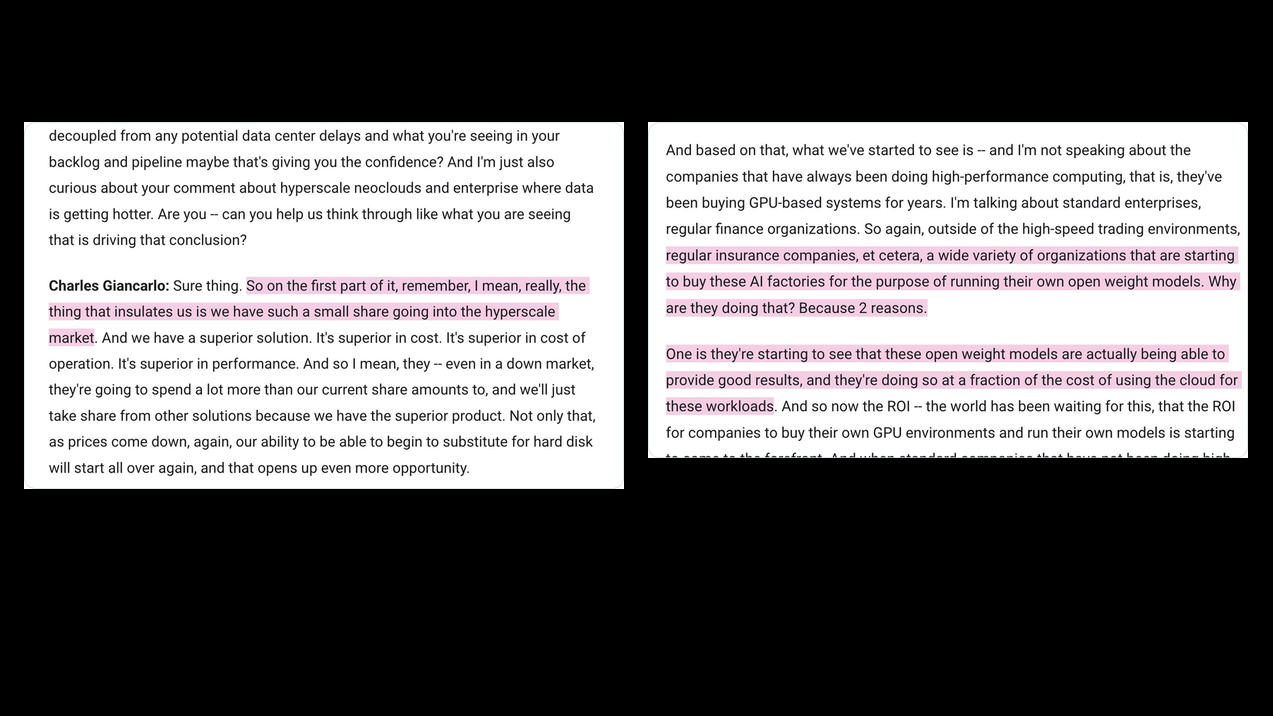 decoupled from any potential data center delays and what you're seeing in your
backlog and pipeline maybe that's giving you the confidence? And I'm just also
curious about your comment about hyperscale neoclouds and enterprise where data
is getting hotter. Are you -- can you help us think through like what you are seeing
that is driving that conclusion?
Charles Giancarlo: Sure thing. So on the first part of it, remember, I mean, really, the
thing that insulates us is we have such a small share going into the hyperscale
market. And we have a superior solution. It's superior in cost. It's superior in cost of
operation. It's superior in performance. And so I mean, they -- even in a down market,
they're going to spend a lot more than our current share amounts to, and we'll just
take share from other solutions because we have the superior product. Not only that,
as prices come down, again, our ability to be able to begin to substitute for hard disk
will start all over again, and that opens up even more opportunity.
And based on that, what we've started to see is -- and I'm not speaking about the
companies that have always been doing high-performance computing, that is, they've
been buying GPU-based systems for years. I'm talking about standard enterprises,
regular finance organizations. So again, outside of the high-speed trading environments,
regular insurance companies, et cetera, a wide variety of organizations that are starting
to buy these AI factories for the purpose of running their own open weight models. Why
are they doing that? Because 2 reasons.
One is they're starting to see that these open weight models are actually being able to
provide good results, and they're doing so at a fraction of the cost of using the cloud for
these workloads. And so now the ROI -- the world has been waiting for this, that the ROI
for companies to buy their own GPU environments and run their own models is starting
to come to the forefront. And when standard companies that have not been doing high-